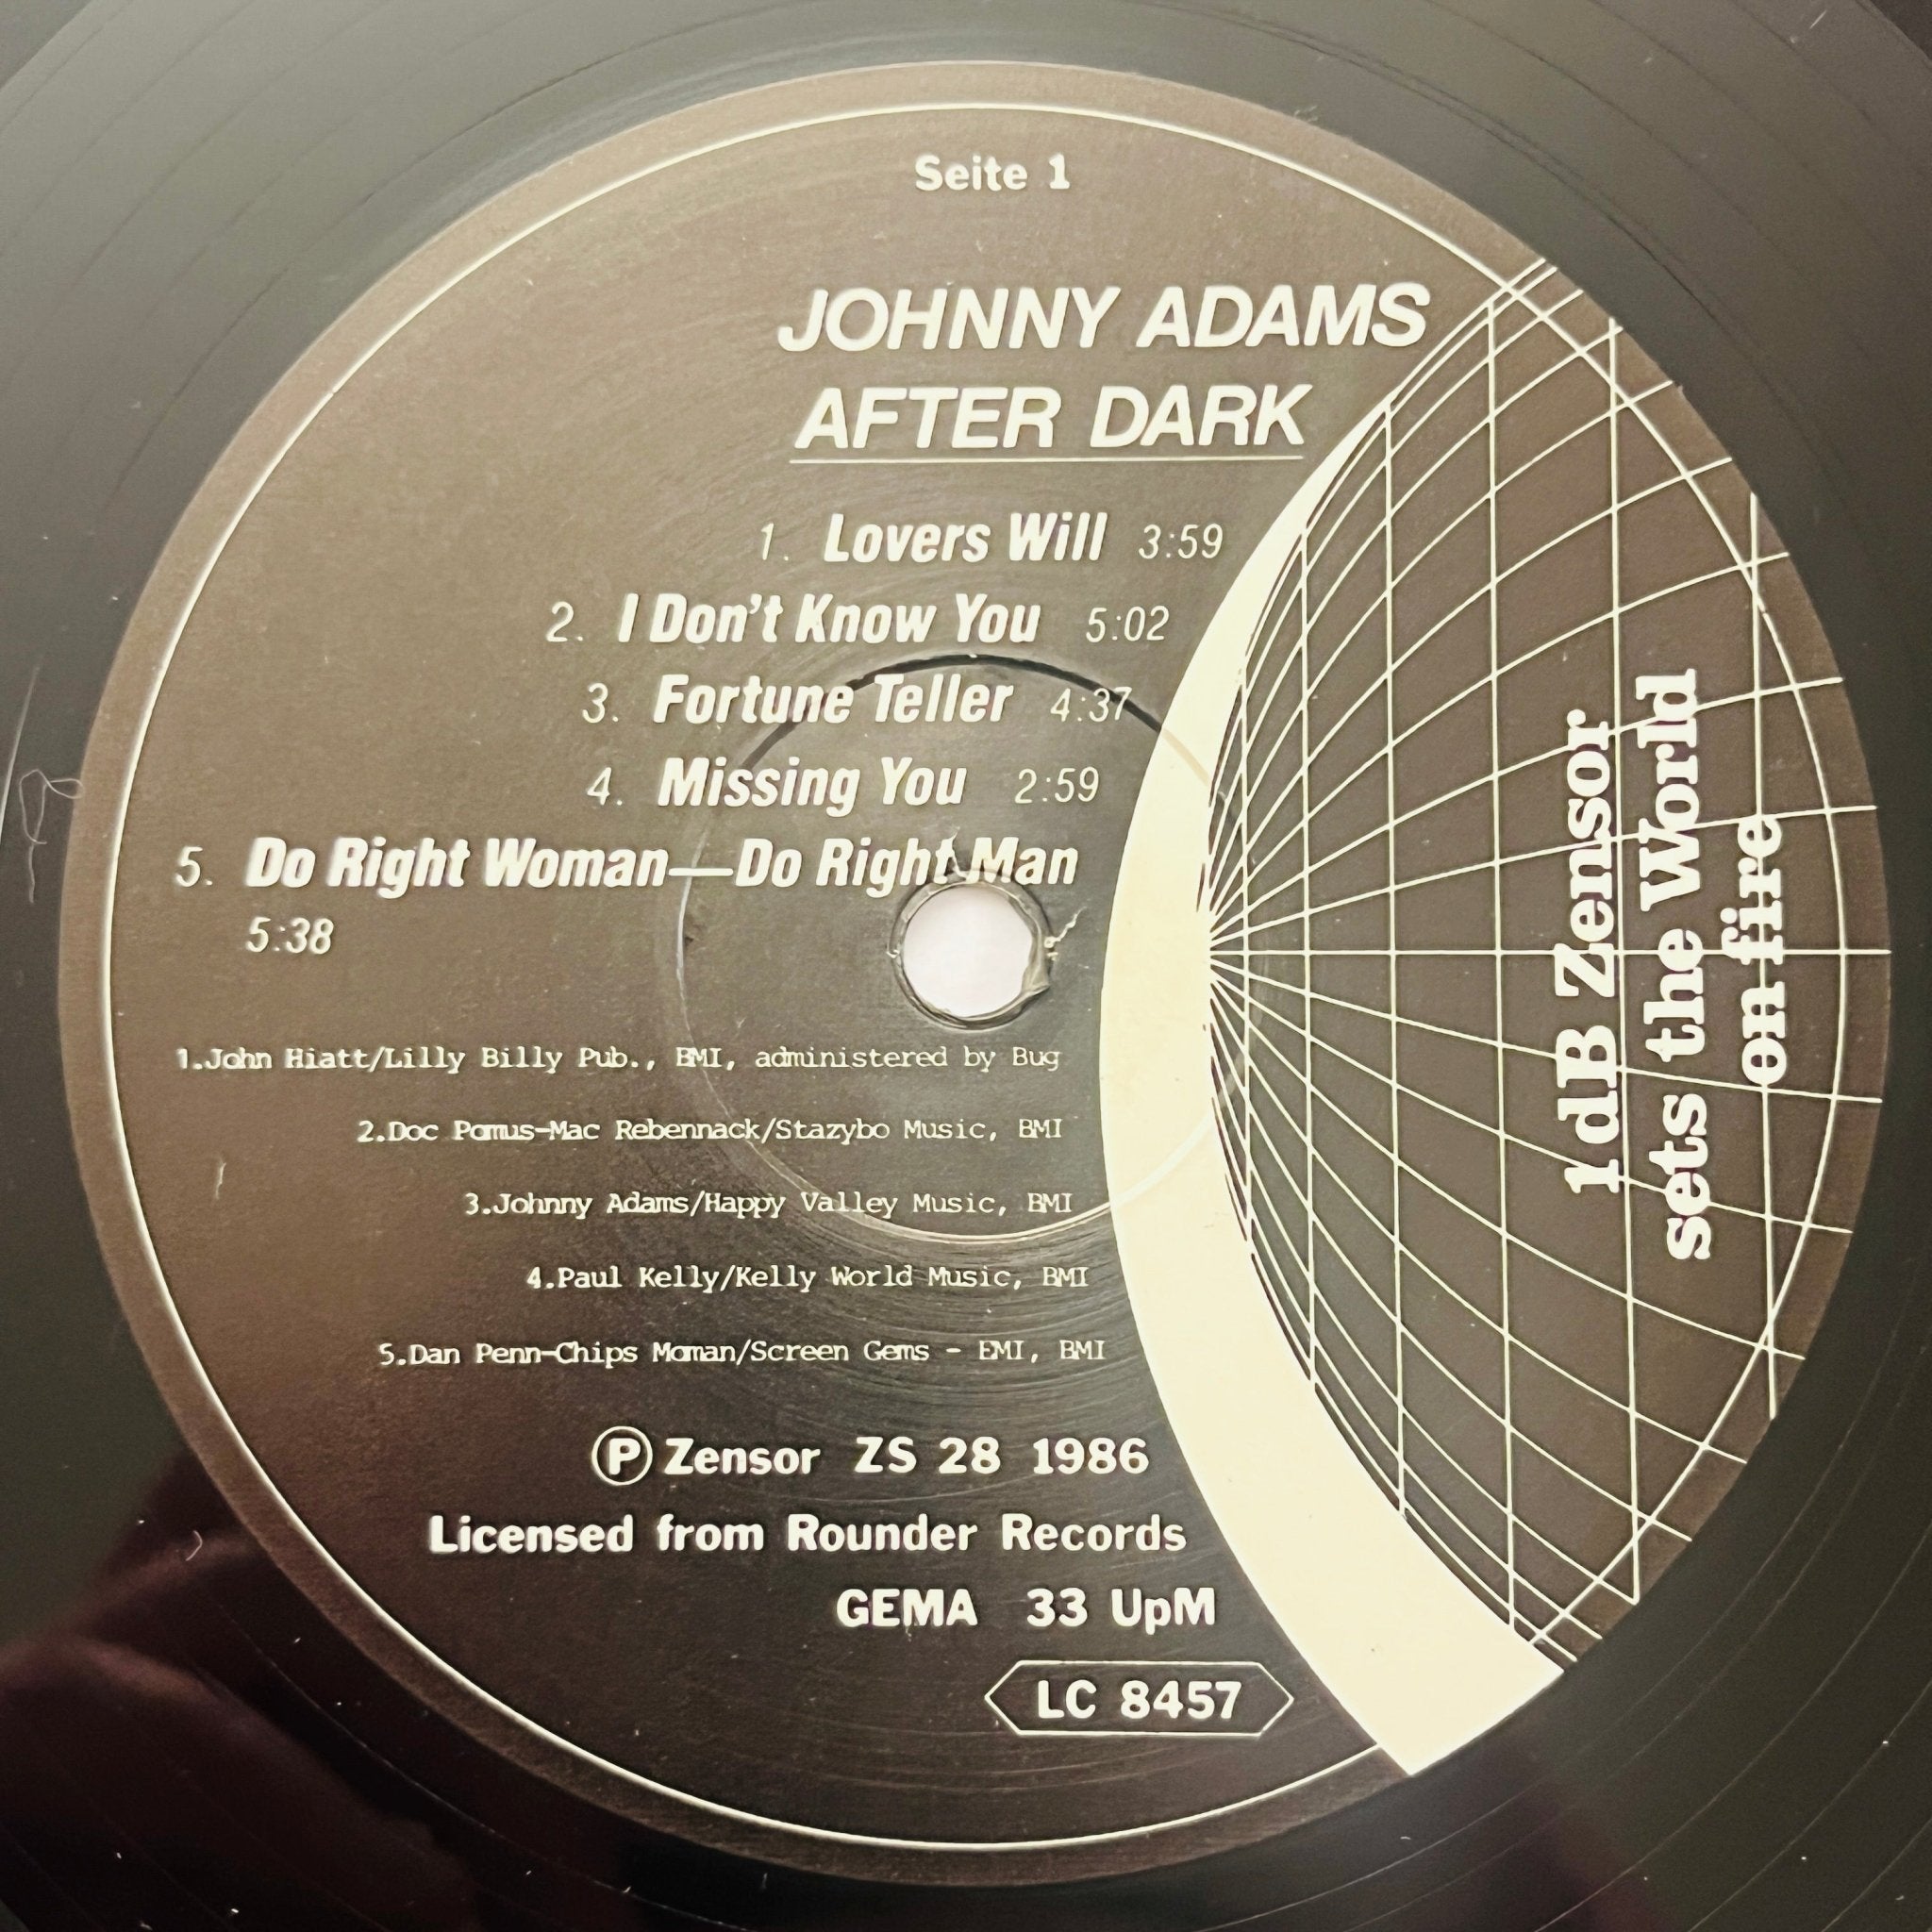 Seite 1
JOHNNY ADAMS
AFTER DARK
1. Lovers Will 3:59
2. I Don't Know You 5:02
3. Fortune Teller 4:37
4. Missing You 2:59
5. Do Right Woman—Do Right Man
5:38
1.John Hiatt/Lilly Billy Pub., BMI, administered by Bug
2.Doc Pomus-Mac Rebennack/Stazybo Music, BMI
3.Johnny Adams/Happy Valley Music, BMI
4.Paul Kelly/Kelly World Music, BMI
5.Dan Penn-Chips Moman/Screen Gems - EMI, BMI
Ⓟ Zensor ZS 28 1986
Licensed from Rounder Records
GEMA 33 UpM
LC 8457
1 dB Zensor
sets the World
on fire